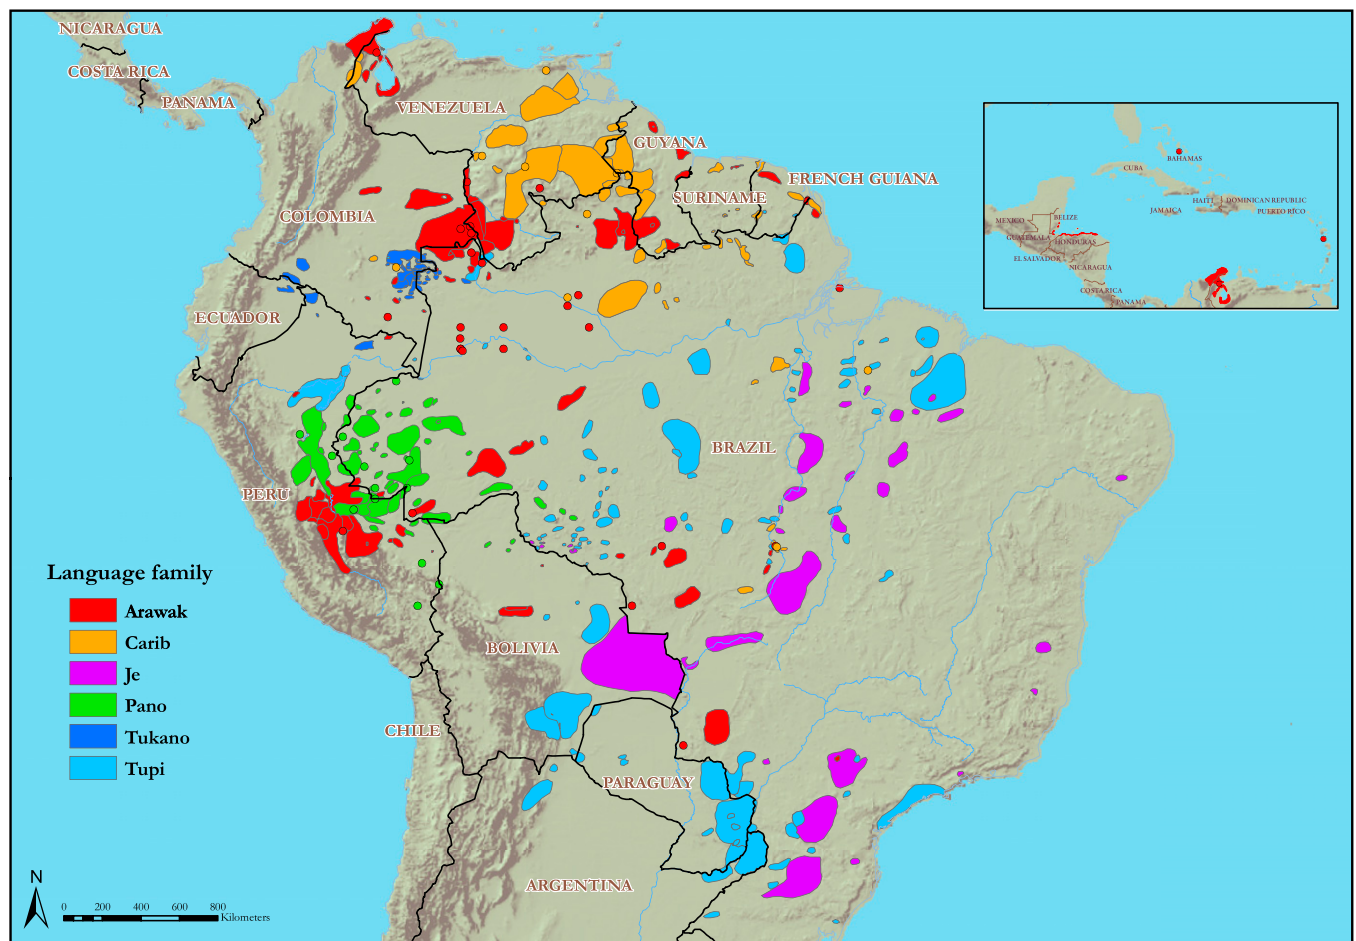 NICARAGUA
COSTA RICA
PANAMA
VENEZUELA
GUYANA
SURINAME
FRENCH GUIANA
COLOMBIA
ECUADOR
PERU
BRAZIL
BOLIVIA
CHILE
PARAGUAY
ARGENTINA
BAHAMAS
CUBA
HAITI
DOMINICAN REPUBLIC
JAMAICA
PUERTO RICO
MEXICO
BELIZE
GUATEMALA
HONDURAS
EL SALVADOR
NICARAGUA
COSTA RICA
PANAMA
Language family
Arawak
Carib
Je
Pano
Tukano
Tupi
N
0 200 400 600 800
Kilometers